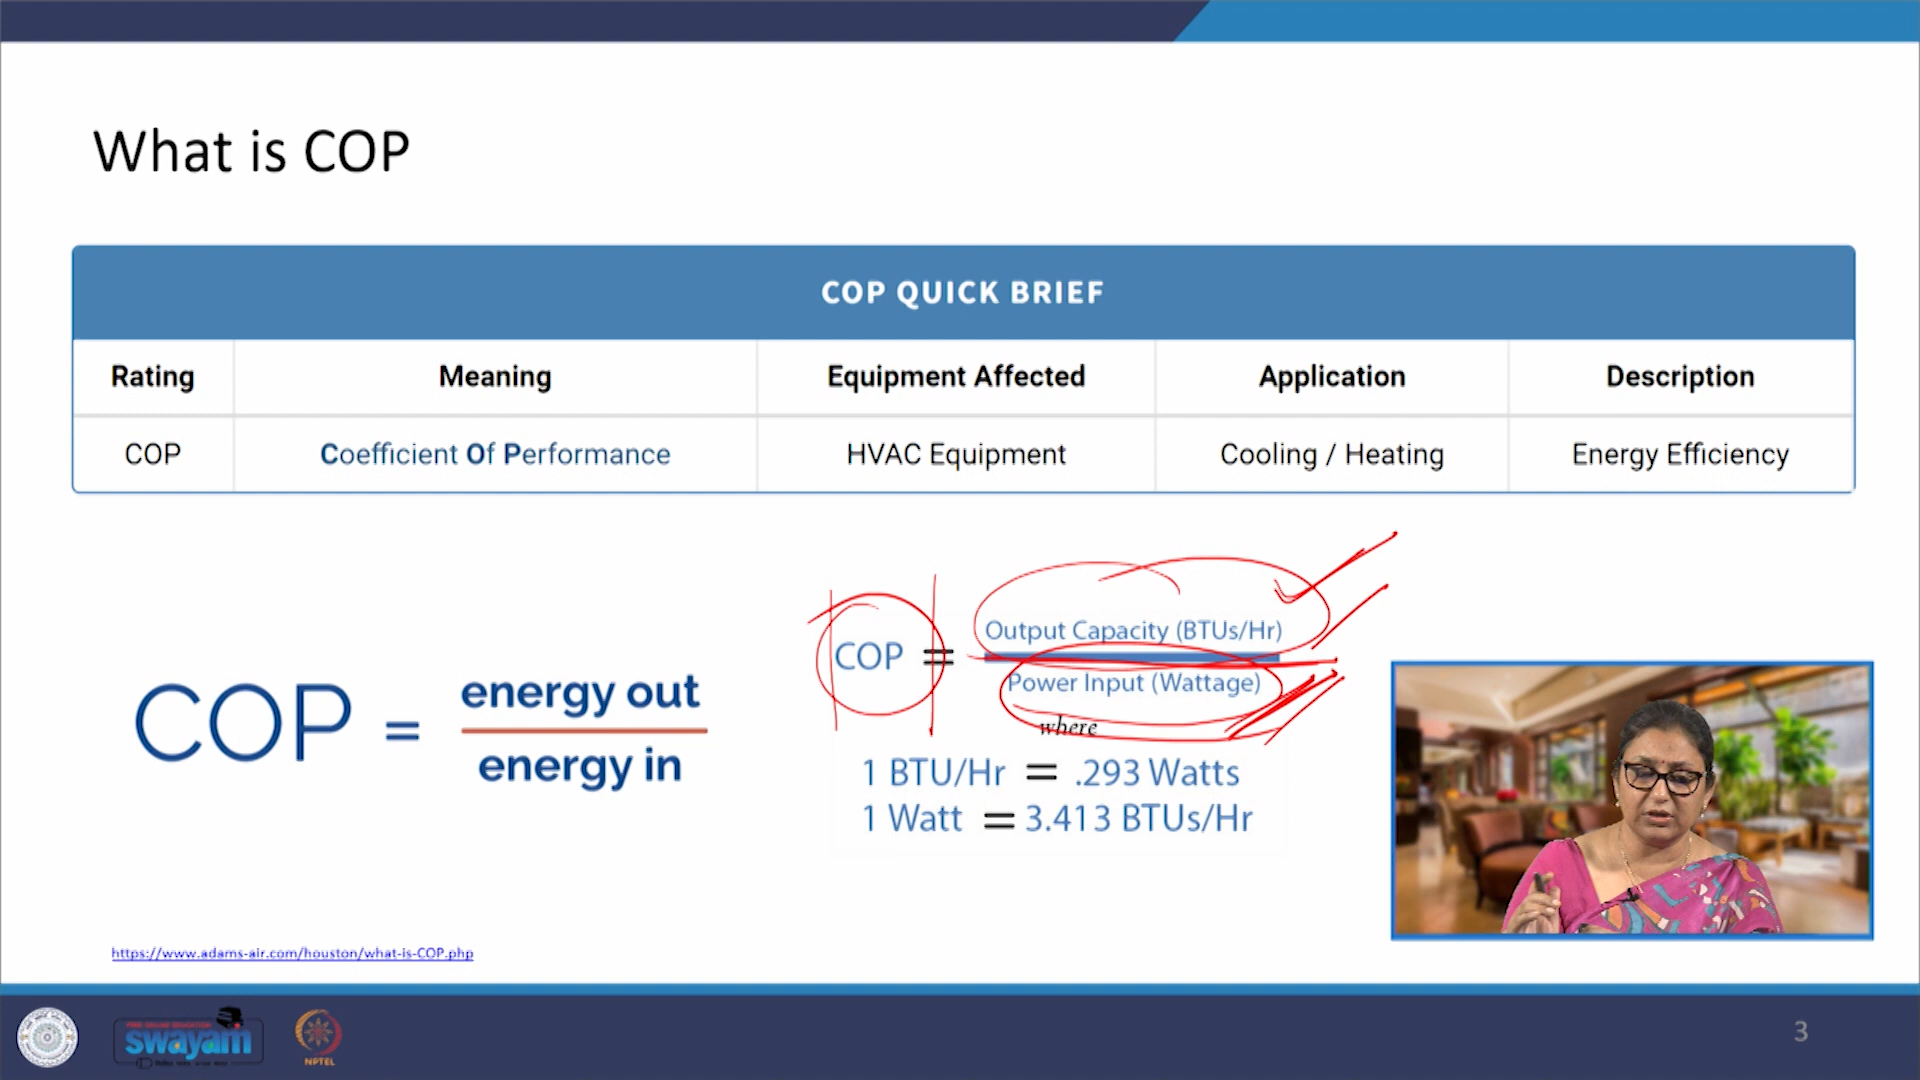 What is COP
COP QUICK BRIEF
Rating Meaning Equipment Affected Application Description
COP Coefficient Of Performance HVAC Equipment Cooling / Heating Energy Efficiency
COP = energy out
energy in
COP = Output Capacity (BTUs/Hr)
Power Input (Wattage)
where
1 BTU/Hr = .293 Watts
1 Watt = 3.413 BTUs/Hr
https://www.adams-air.com/houston/what-is-COP.php
FREE ONLINE EDUCATION
swayam
NPTEL
3